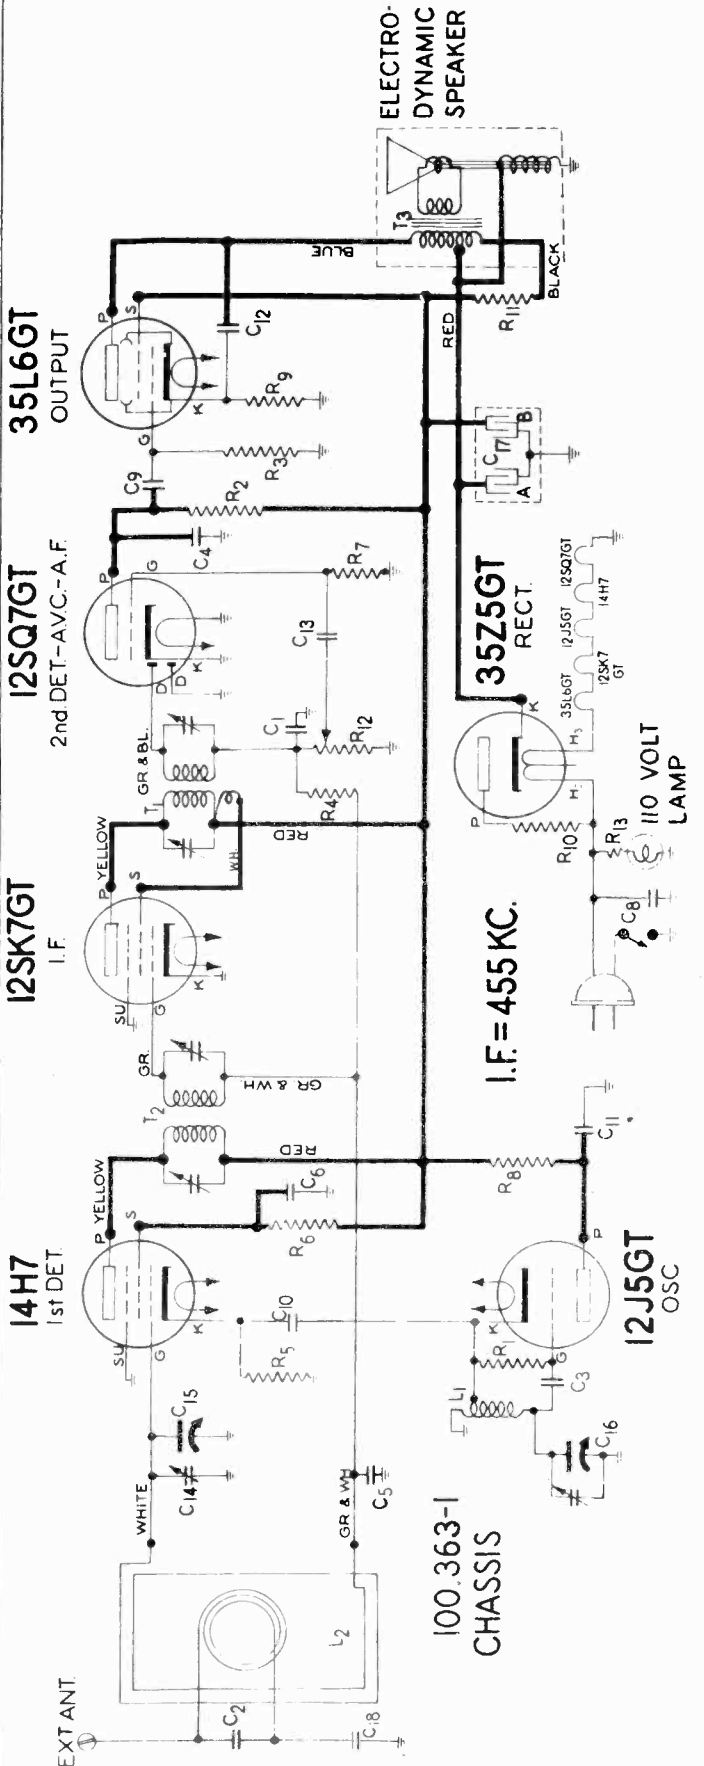 EXT ANT.
C2
C18
L2
WHITE
GR & WH
C14
C15
C5
100.363-1
CHASSIS
14H7
1st DET.
SU
G
P
S
K
YELLOW
R5
C10
R6
C6
T2
RED
GR.
GR & WH.
L1
R1
C3
C16
K
G
P
12J5GT
OSC
R8
C11
12SK7GT
I.F.
SU
G
P
S
K
YELLOW
T1
WH.
RED
GR & BL.
I.F. = 455 KC.
12SQ7GT
2nd. DET-A.V.C.-A.F.
D
D
K
P
G
C1
R4
R12
C13
R7
C4
R2
C9
35L6GT
OUTPUT
G
P
S
K
R3
R9
C12
BLUE
RED
BLACK
R11
T3
ELECTRO-
DYNAMIC
SPEAKER
A
C17
B
35Z5GT
RECT.
P
K
H1
H3
35L6GT
12SK7
GT
12J5GT
14H7
12SQ7GT
R10
R13
C8
110 VOLT
LAMP